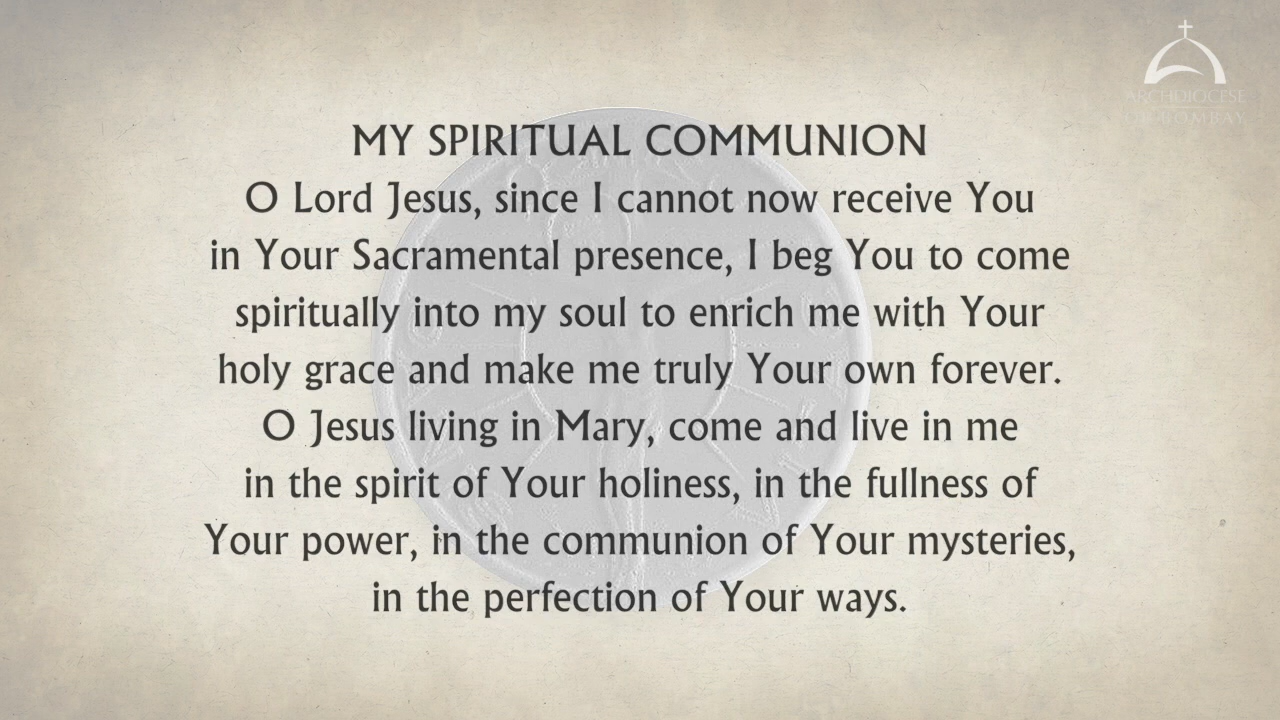 ARCHDIOCESE
OF BOMBAY
MY SPIRITUAL COMMUNION
O Lord Jesus, since I cannot now receive You
in Your Sacramental presence, I beg You to come
spiritually into my soul to enrich me with Your
holy grace and make me truly Your own forever.
O Jesus living in Mary, come and live in me
in the spirit of Your holiness, in the fullness of
Your power, in the communion of Your mysteries,
in the perfection of Your ways.